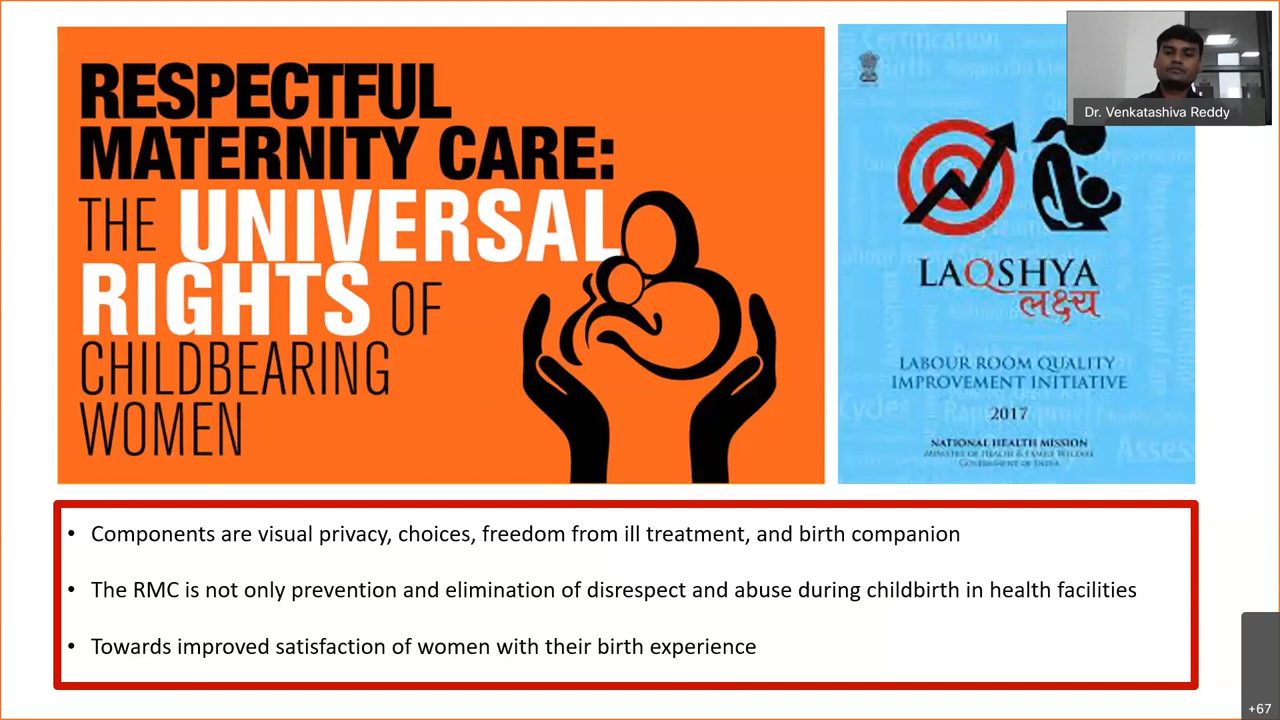 RESPECTFUL
MATERNITY CARE:
THE UNIVERSAL
RIGHTS OF
CHILDBEARING
WOMEN
Certification
Dr. Venkatashiva Reddy
LAQSHYA
लक्ष्य
LABOUR ROOM QUALITY
IMPROVEMENT INITIATIVE
2017
Cycles
NATIONAL HEALTH MISSION
MINISTRY OF HEALTH & FAMILY WELFARE
GOVERNMENT OF INDIA
• Components are visual privacy, choices, freedom from ill treatment, and birth companion
• The RMC is not only prevention and elimination of disrespect and abuse during childbirth in health facilities
• Towards improved satisfaction of women with their birth experience
+67